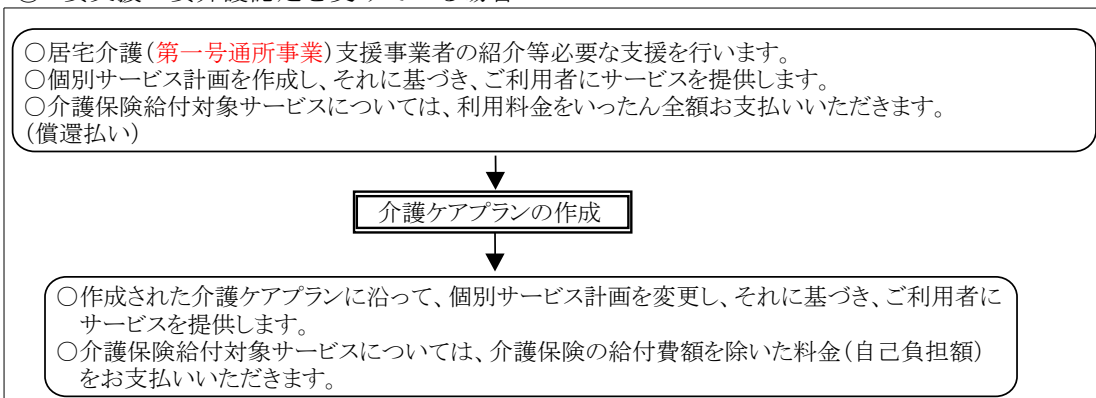 ○居宅介護(第一号通所事業)支援事業者の紹介等必要な支援を行います。
○個別サービス計画を作成し、それに基づき、ご利用者にサービスを提供します。
○介護保険給付対象サービスについては、利用料金をいったん全額お支払いいただきます。
(償還払い)
介護ケアプランの作成
○作成された介護ケアプランに沿って、個別サービス計画を変更し、それに基づき、ご利用者に
サービスを提供します。
○介護保険給付対象サービスについては、介護保険の給付費額を除いた料金(自己負担額)
をお支払いいただきます。